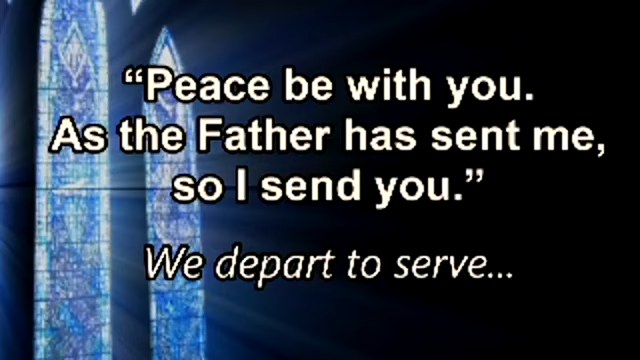 “Peace be with you.
As the Father has sent me,
so I send you.”
We depart to serve...